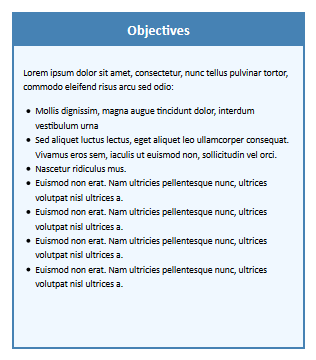 Objectives
Lorem ipsum dolor sit amet, consectetur, nunc tellus pulvinar tortor,
commodo eleifend risus arcu sed odio:
• Mollis dignissim, magna augue tincidunt dolor, interdum
vestibulum urna
• Sed aliquet luctus lectus, eget aliquet leo ullamcorper consequat.
Vivamus eros sem, iaculis ut euismod non, sollicitudin vel orci.
• Nascetur ridiculus mus.
• Euismod non erat. Nam ultricies pellentesque nunc, ultrices
volutpat nisl ultrices a.
• Euismod non erat. Nam ultricies pellentesque nunc, ultrices
volutpat nisl ultrices a.
• Euismod non erat. Nam ultricies pellentesque nunc, ultrices
volutpat nisl ultrices a.
• Euismod non erat. Nam ultricies pellentesque nunc, ultrices
volutpat nisl ultrices a.